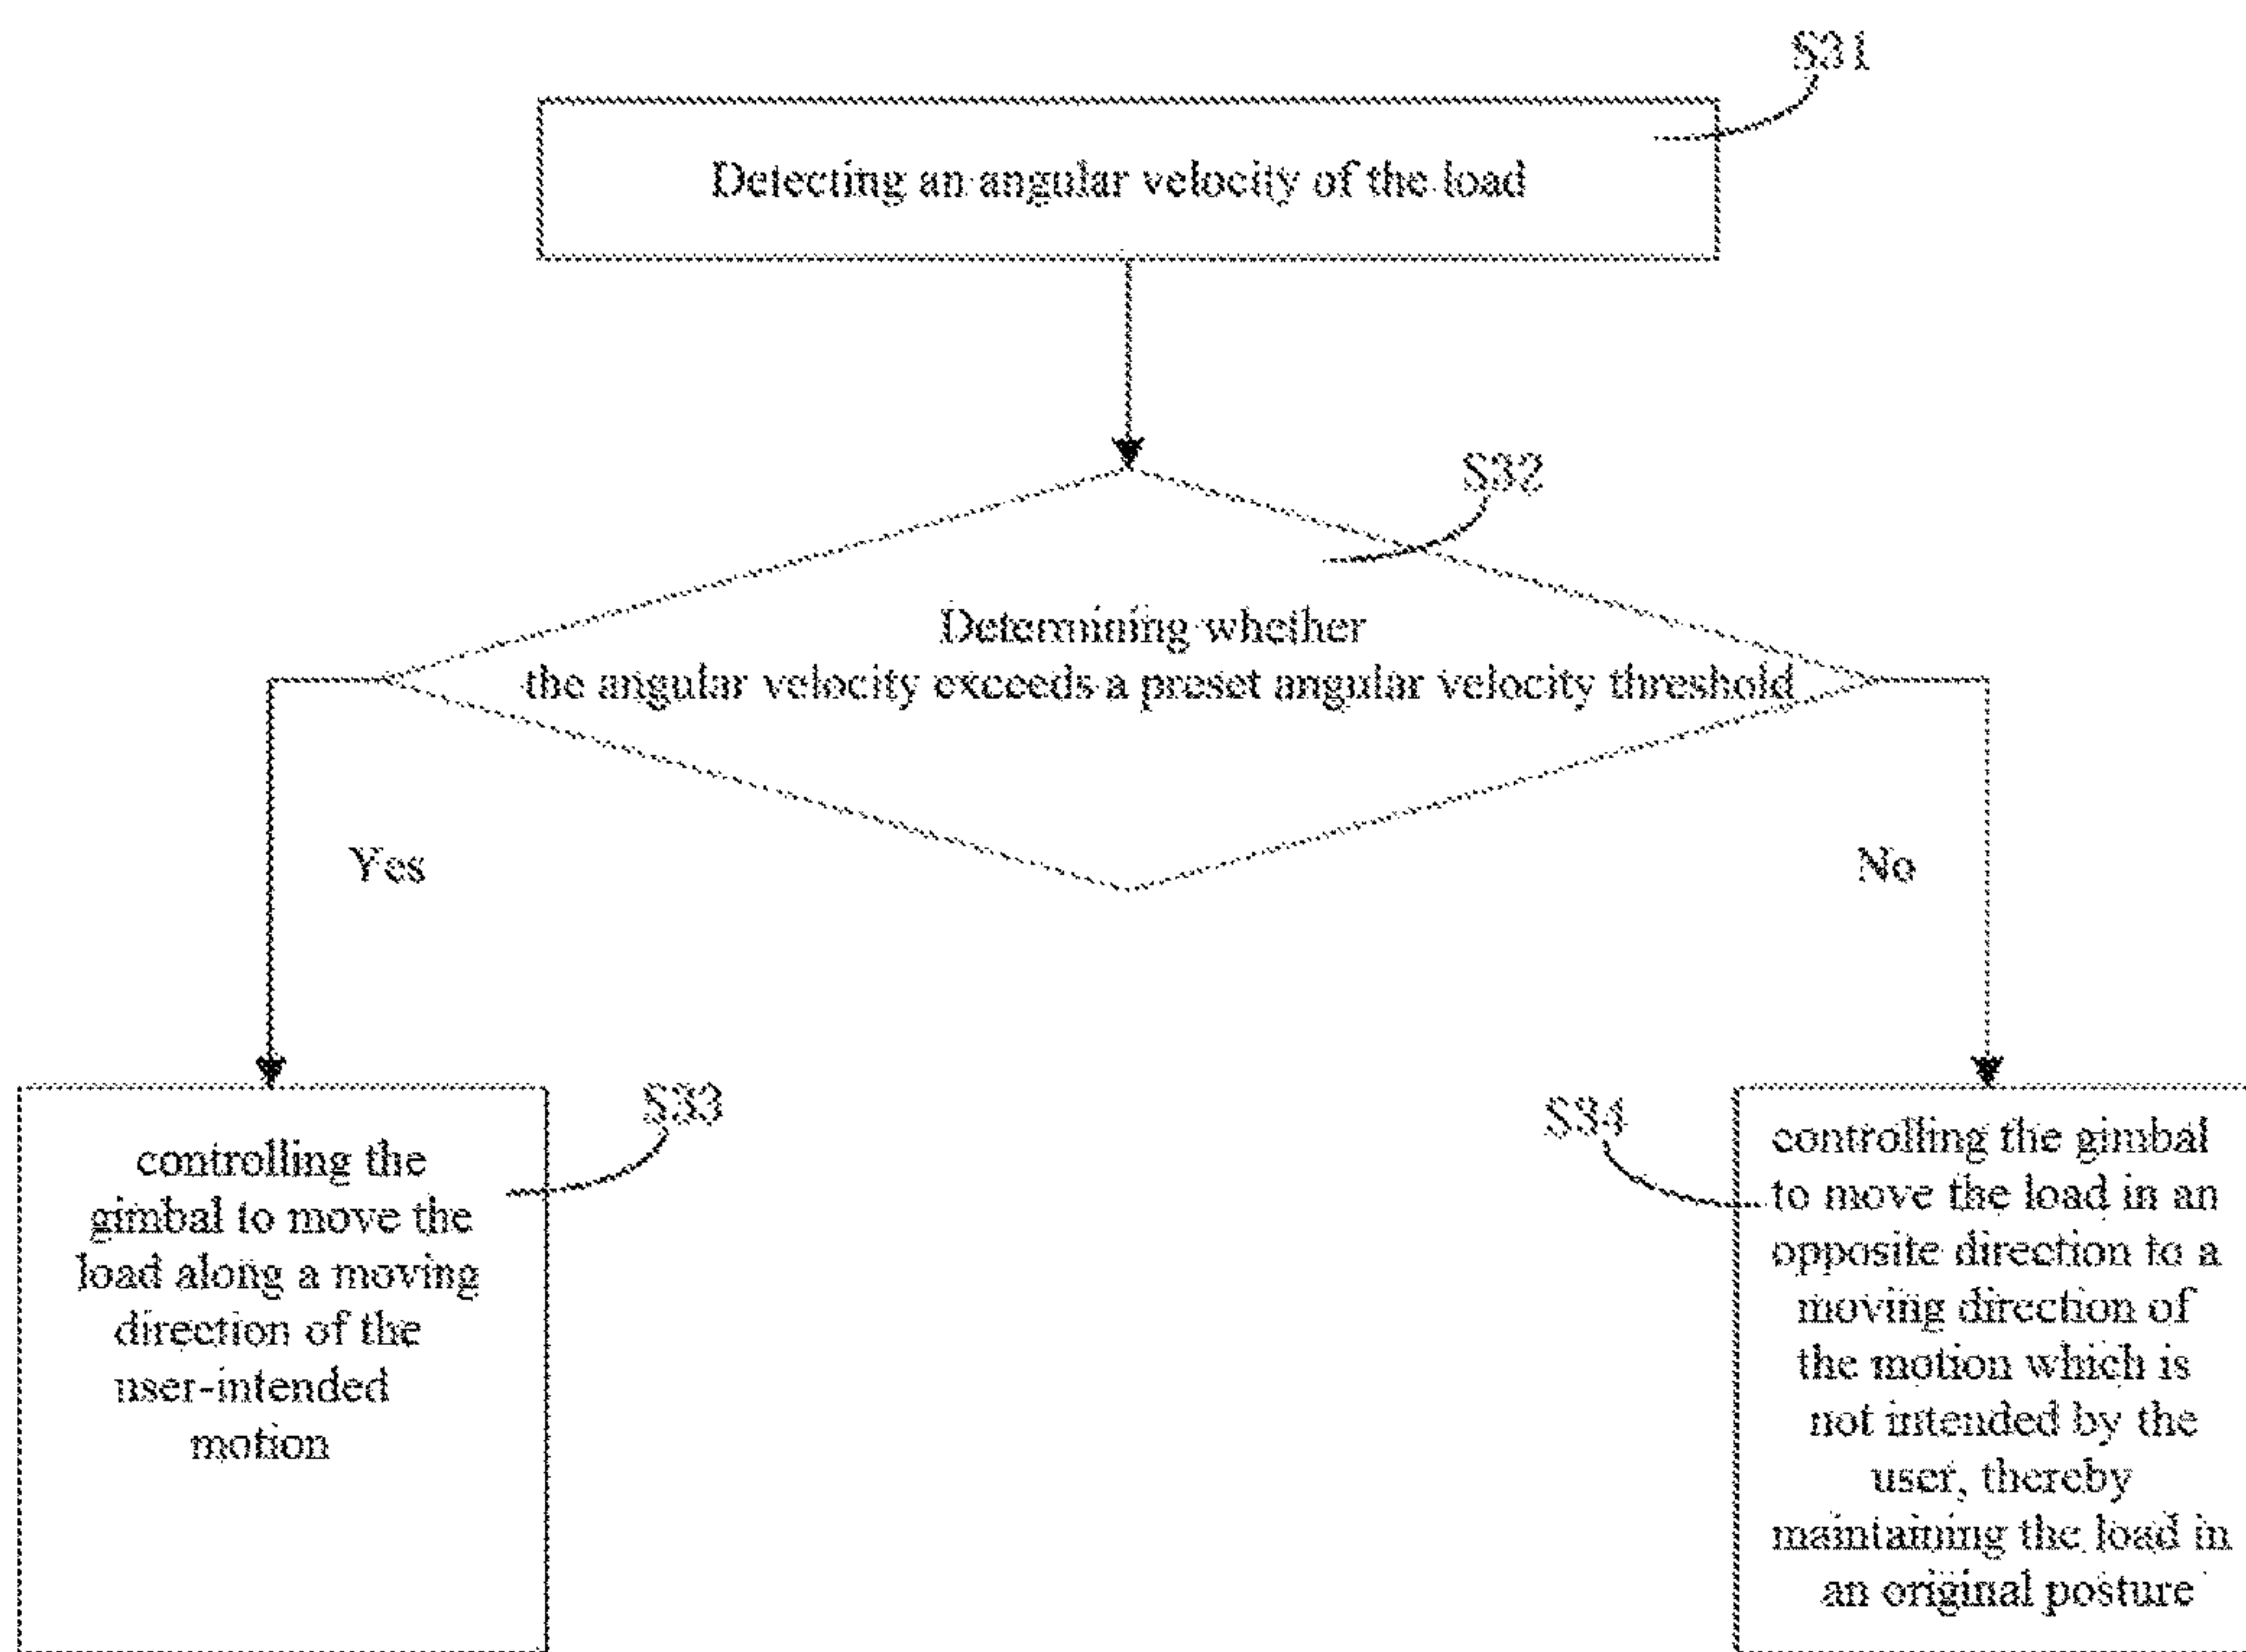 S31
Detecting an angular velocity of the load
S32
Determining whether
the angular velocity exceeds a preset angular velocity threshold
Yes
No
S33
controlling the
gimbal to move the
load along a moving
direction of the
user-intended
motion
S34
controlling the gimbal
to move the load in an
opposite direction to a
moving direction of
the motion which is
not intended by the
user, thereby
maintaining the load in
an original posture